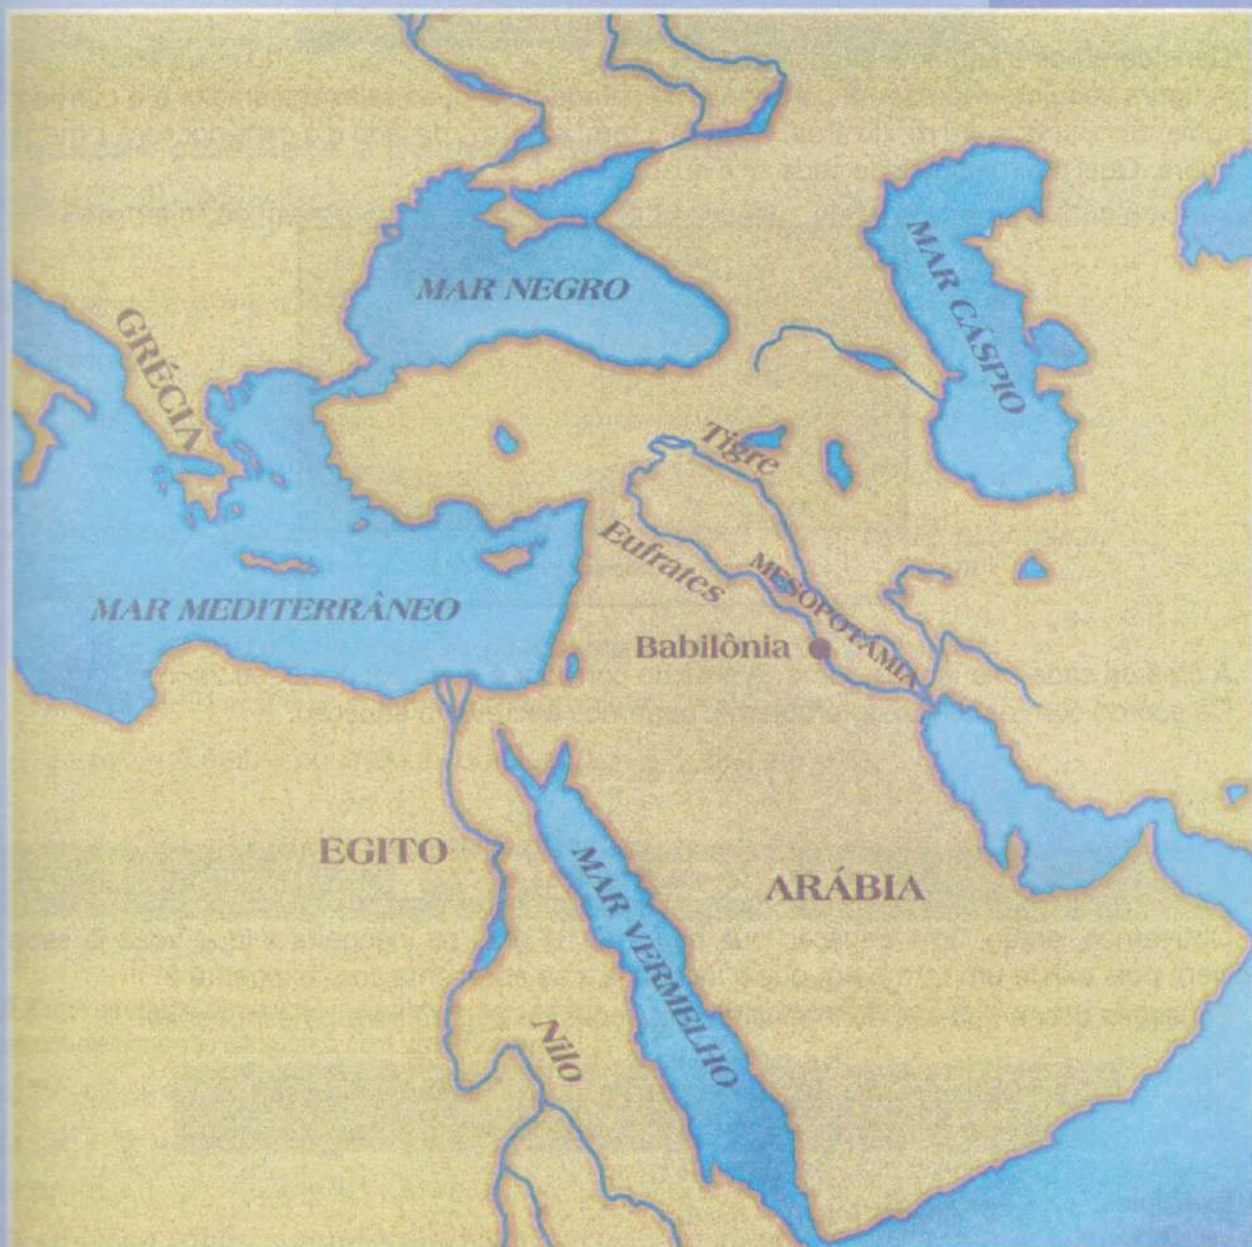 MAR NEGRO
MAR CÁSPIO
GRÉCIA
Tigre
Eufrates
MESOPOTÂMIA
MAR MEDITERRÂNEO
Babilônia
EGITO
ARÁBIA
MAR VERMELHO
Nilo